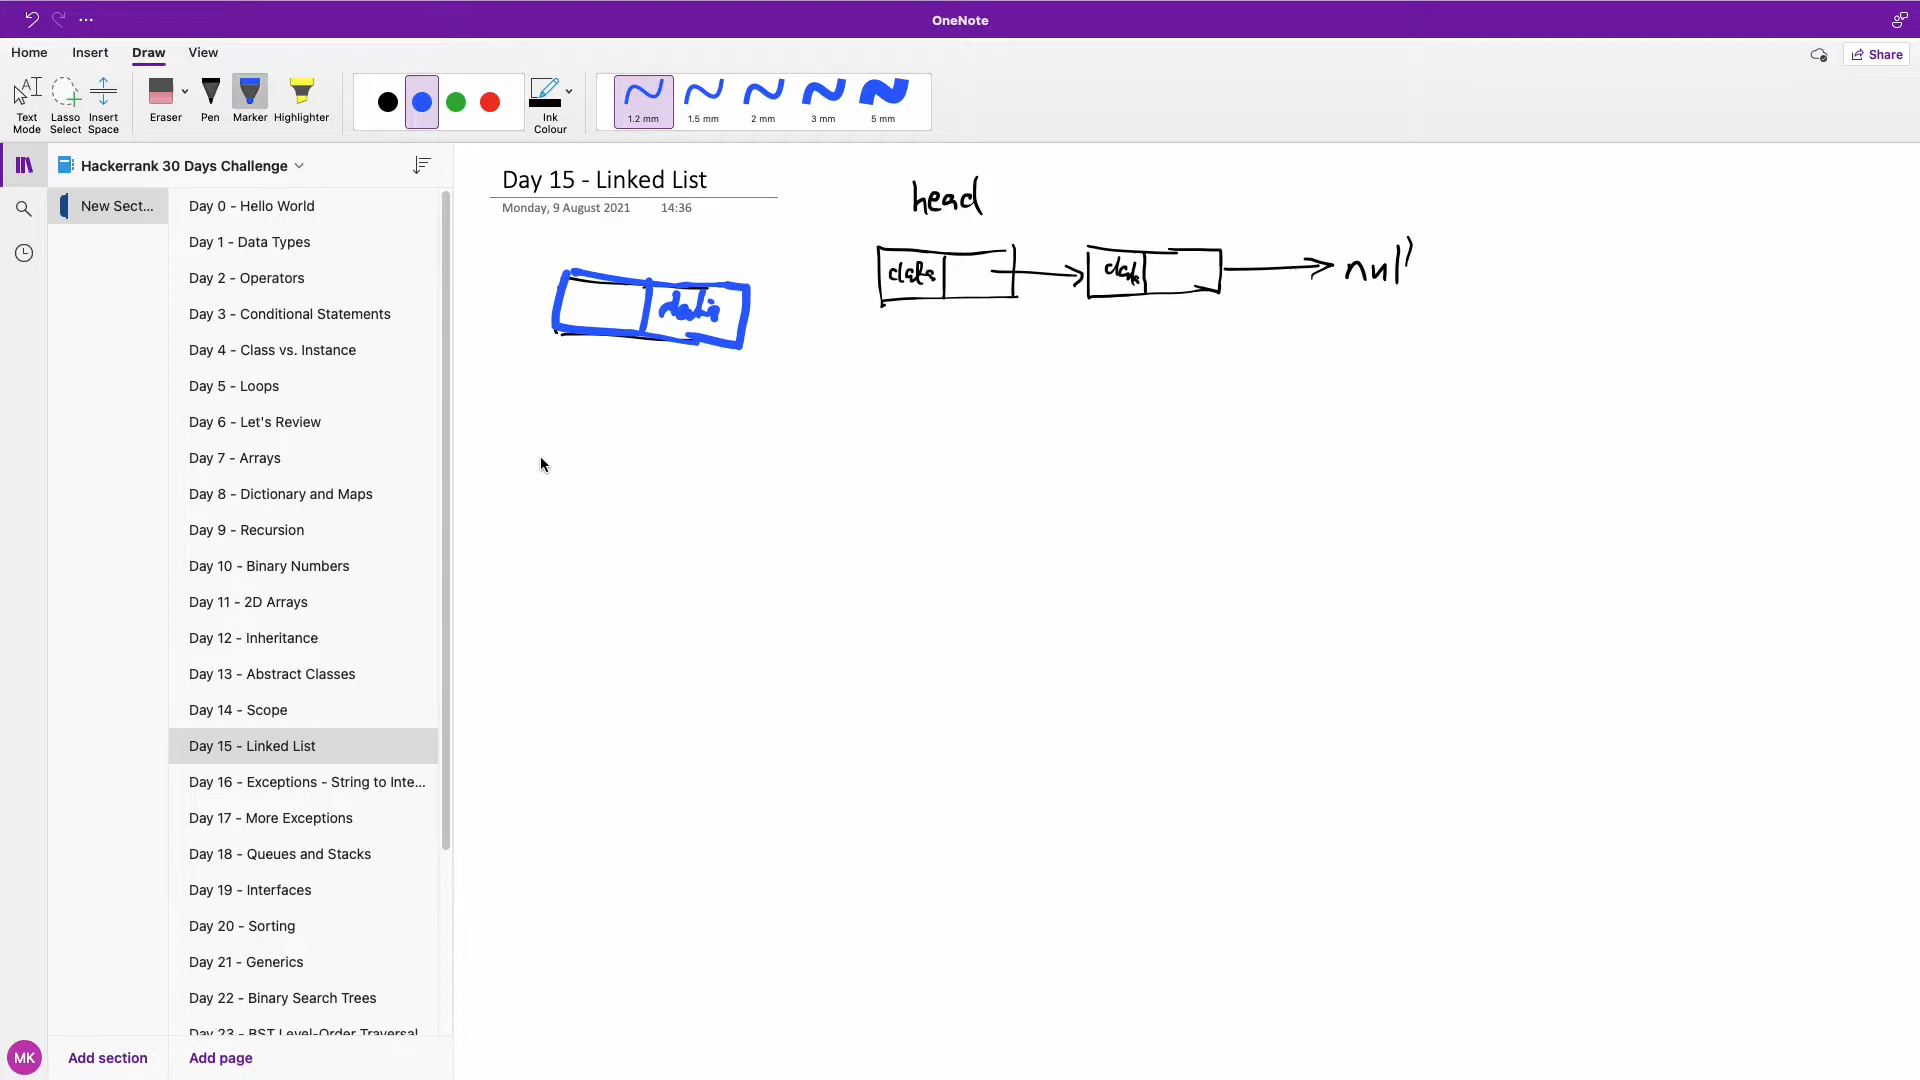 OneNote
Home Insert Draw View
Share
Text Mode
Lasso Select
Insert Space
Eraser
Pen
Marker
Highlighter
Ink Colour
1.2 mm
1.5 mm
2 mm
3 mm
5 mm
Hackerrank 30 Days Challenge
New Sect...
Day 0 - Hello World
Day 1 - Data Types
Day 2 - Operators
Day 3 - Conditional Statements
Day 4 - Class vs. Instance
Day 5 - Loops
Day 6 - Let's Review
Day 7 - Arrays
Day 8 - Dictionary and Maps
Day 9 - Recursion
Day 10 - Binary Numbers
Day 11 - 2D Arrays
Day 12 - Inheritance
Day 13 - Abstract Classes
Day 14 - Scope
Day 15 - Linked List
Day 16 - Exceptions - String to Inte...
Day 17 - More Exceptions
Day 18 - Queues and Stacks
Day 19 - Interfaces
Day 20 - Sorting
Day 21 - Generics
Day 22 - Binary Search Trees
Day 23 - BST Level-Order Traversal
MK
Add section
Add page
Day 15 - Linked List
Monday, 9 August 2021 14:36
head
data data null